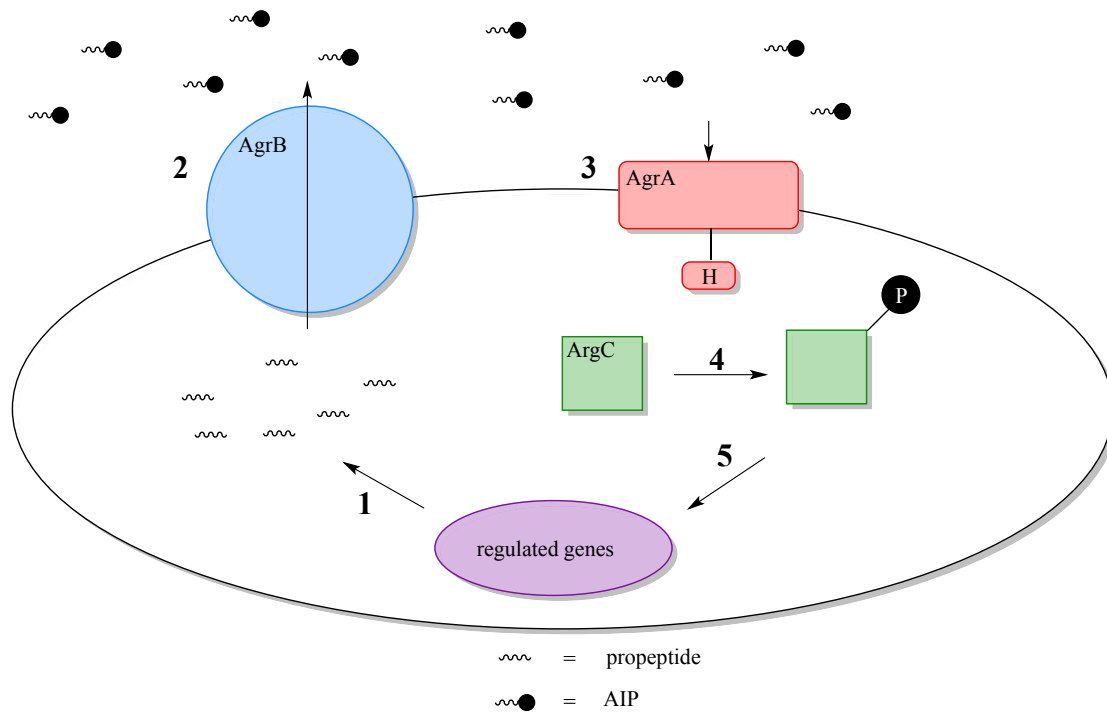 AgrB
2
3
AgrA
H
P
ArgC
4
5
1
regulated genes
= propeptide
= AIP